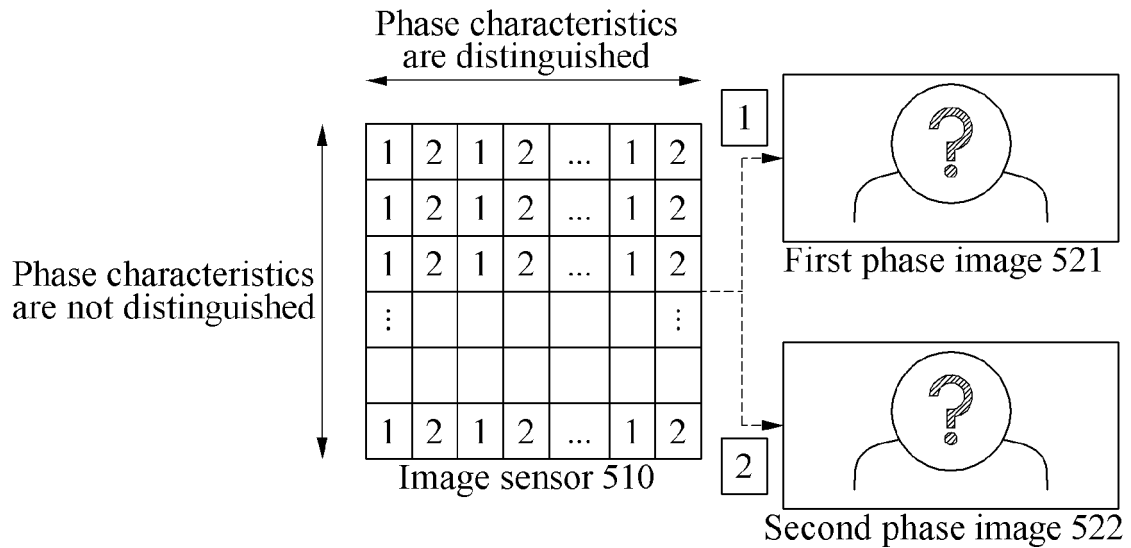 Phase characteristics
are distinguished
Phase characteristics
are not distinguished
1 2 1 2 ... 1 2
1 2 1 2 ... 1 2
1 2 1 2 ... 1 2
⋮ ⋮
1 2 1 2 ... 1 2
Image sensor 510
1
?
First phase image 521
2
?
Second phase image 522